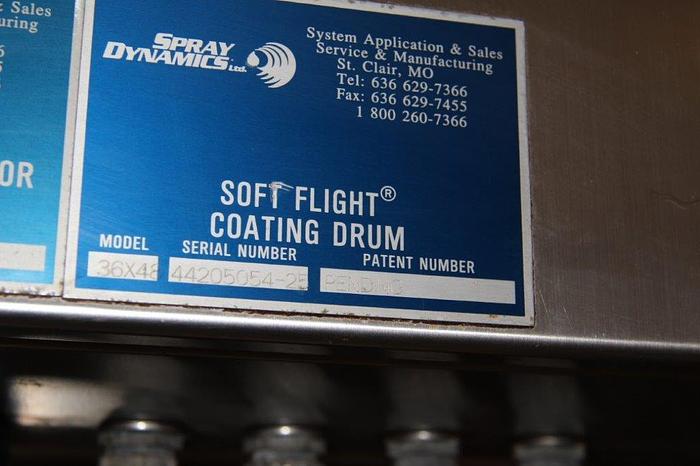 & Sales
SPRAY
DYNAMICS Ltd.
System Application & Sales
Service & Manufacturing
St. Clair, MO
Tel: 636 629-7366
Fax: 636 629-7455
1 800 260-7366
OR
SOFT FLIGHT®
COATING DRUM
MODEL SERIAL NUMBER PATENT NUMBER
36X48 44205054-25 PENDING